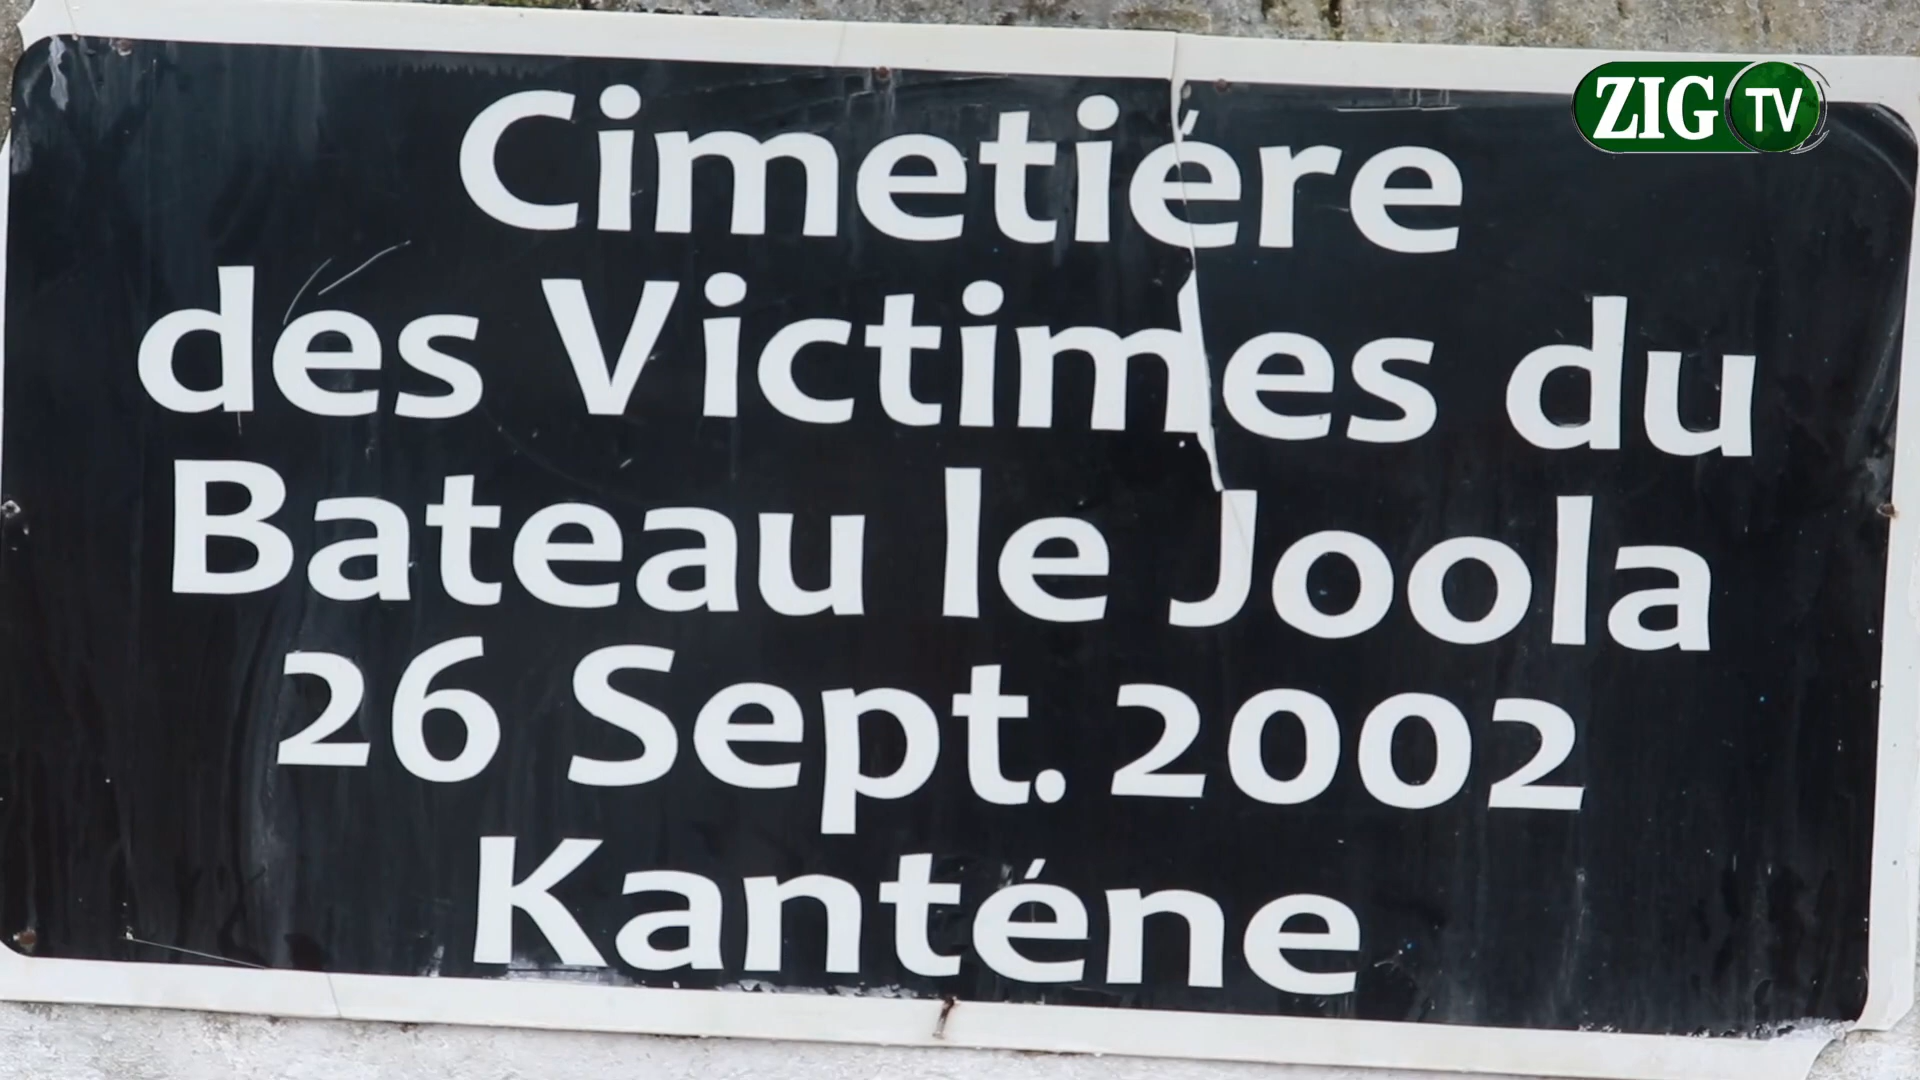 ZIG TV
Cimetiére
des Victimes du
Bateau le Joola
26 Sept. 2002
Kanténe